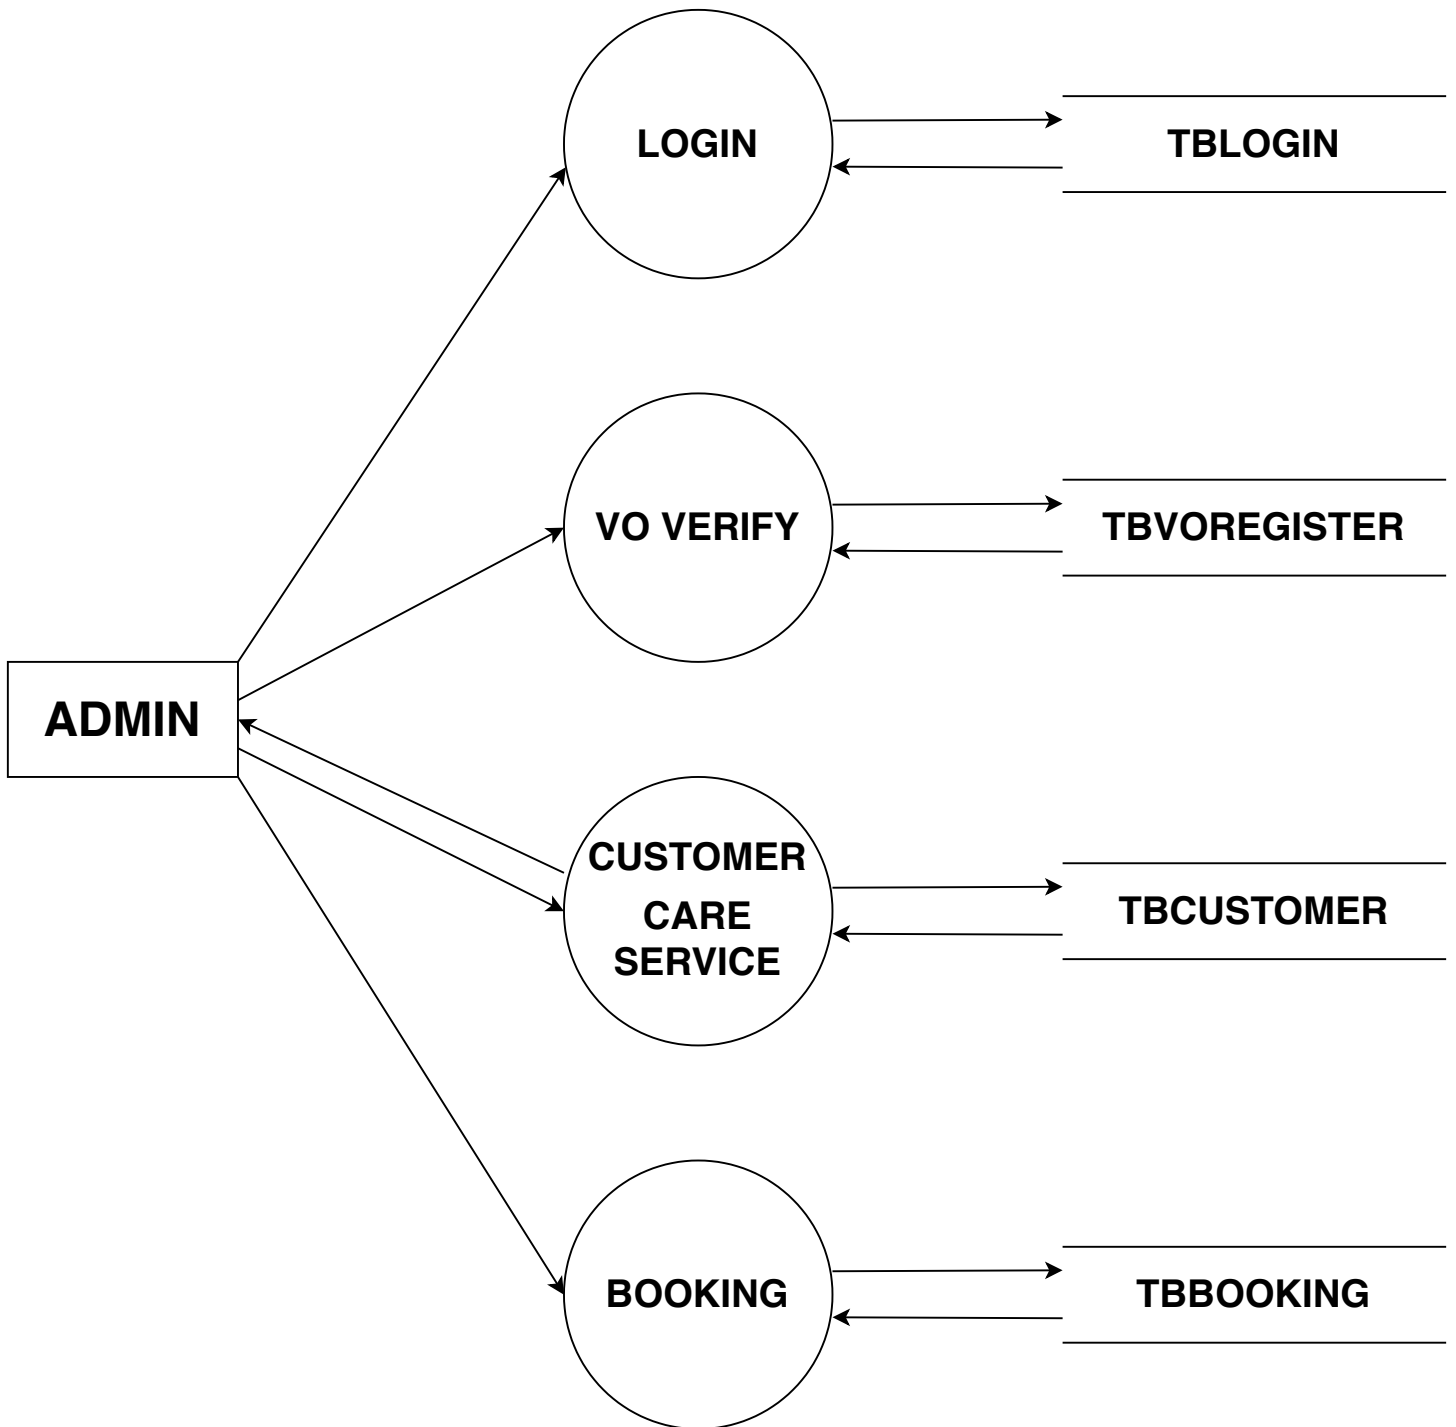 LOGIN
TBLOGIN
VO VERIFY
TBVOREGISTER
ADMIN
CUSTOMER
CARE
SERVICE
TBCUSTOMER
BOOKING
TBBOOKING